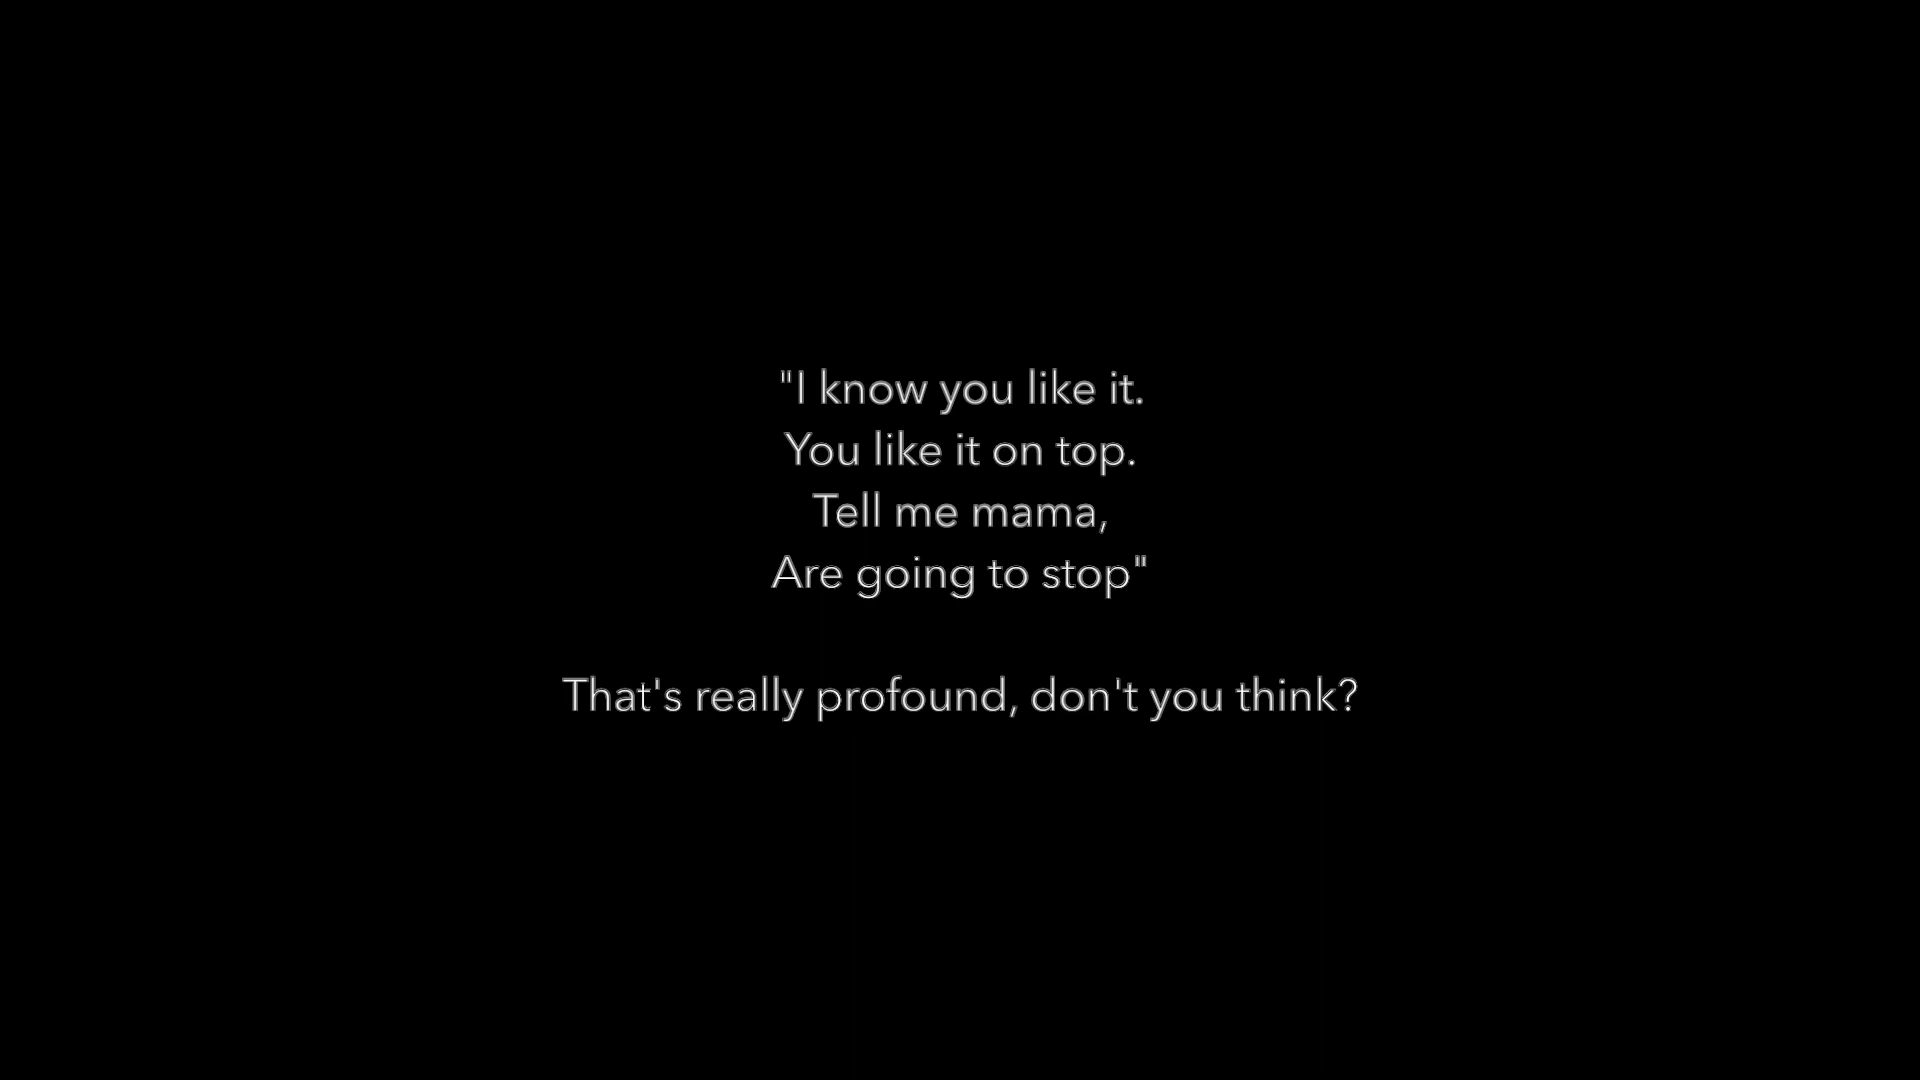 "I know you like it.
You like it on top.
Tell me mama,
Are going to stop"
That's really profound, don't you think?